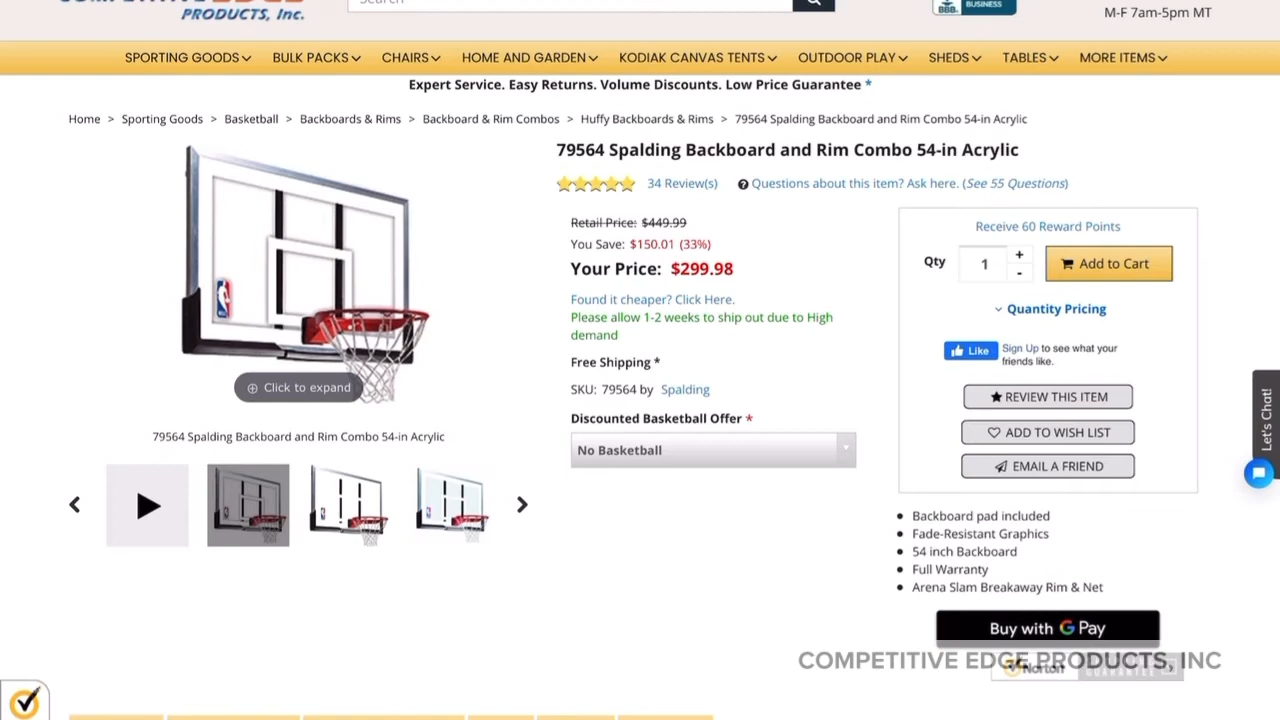 COMPETITIVE EDGE
PRODUCTS, Inc.
Search
BBB.
BUSINESS
M-F 7am-5pm MT
SPORTING GOODS
BULK PACKS
CHAIRS
HOME AND GARDEN
KODIAK CANVAS TENTS
OUTDOOR PLAY
SHEDS
TABLES
MORE ITEMS
Expert Service. Easy Returns. Volume Discounts. Low Price Guarantee *
Home > Sporting Goods > Basketball > Backboards & Rims > Backboard & Rim Combos > Huffy Backboards & Rims > 79564 Spalding Backboard and Rim Combo 54-in Acrylic
79564 Spalding Backboard and Rim Combo 54-in Acrylic
34 Review(s)
Questions about this item? Ask here. (See 55 Questions)
Retail Price: $449.99
You Save: $150.01 (33%)
Your Price: $299.98
Found it cheaper? Click Here.
Please allow 1-2 weeks to ship out due to High
demand
Free Shipping *
SKU: 79564 by Spalding
Discounted Basketball Offer *
No Basketball
Click to expand
79564 Spalding Backboard and Rim Combo 54-in Acrylic
Receive 60 Reward Points
Qty
1
+
-
Add to Cart
Quantity Pricing
Like
Sign Up to see what your
friends like.
REVIEW THIS ITEM
ADD TO WISH LIST
EMAIL A FRIEND
Let's Chat!
Backboard pad included
Fade-Resistant Graphics
54 inch Backboard
Full Warranty
Arena Slam Breakaway Rim & Net
Buy with G Pay
COMPETITIVE EDGE PRODUCTS, INC
Norton
GUARANTEE